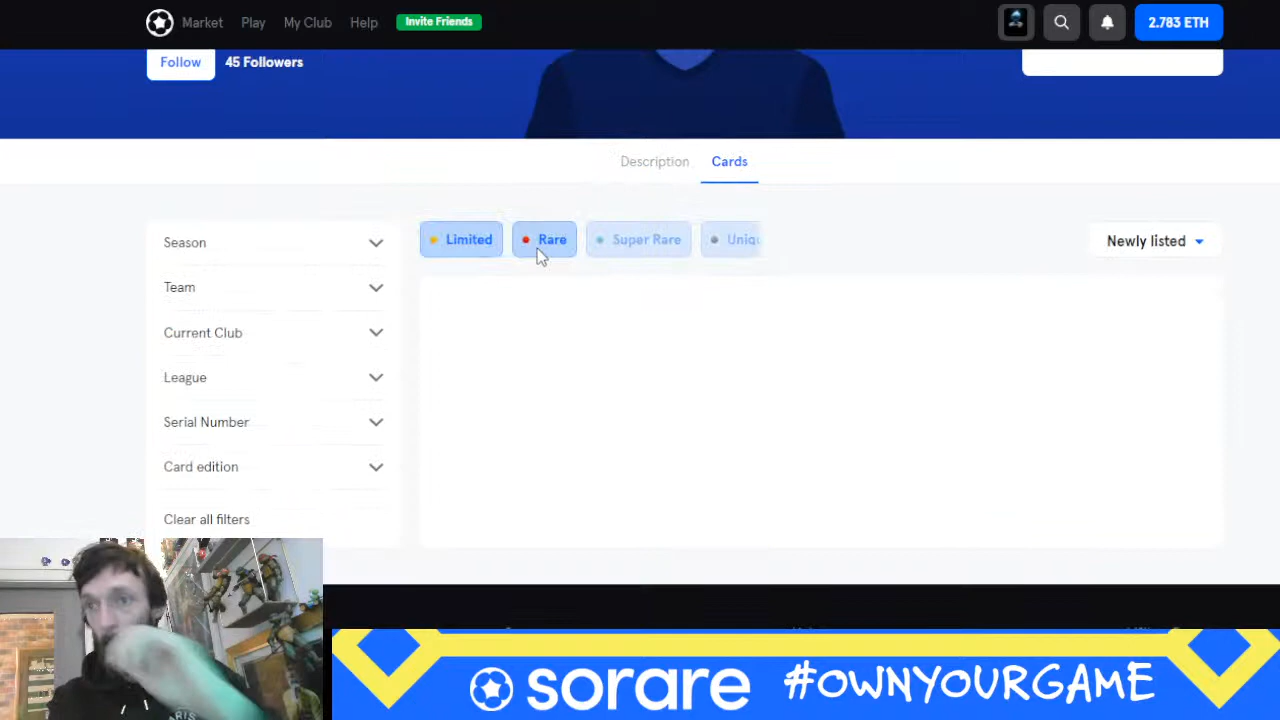 Market Play My Club Help Invite Friends 2.783 ETH
Follow 45 Followers
Description Cards
Season
Team
Current Club
League
Serial Number
Card edition
Clear all filters
Limited Rare Super Rare Newly listed
sorare #OWNYOURGAME